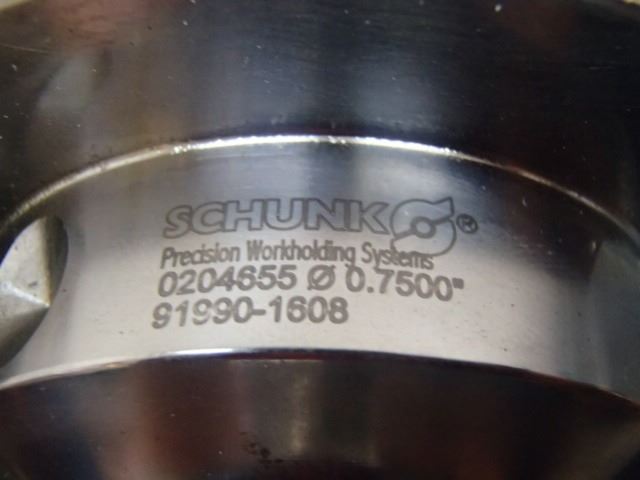 SCHUNK ®
Precision Workholding Systems
0204655 Ø 0.7500"
91990-1608